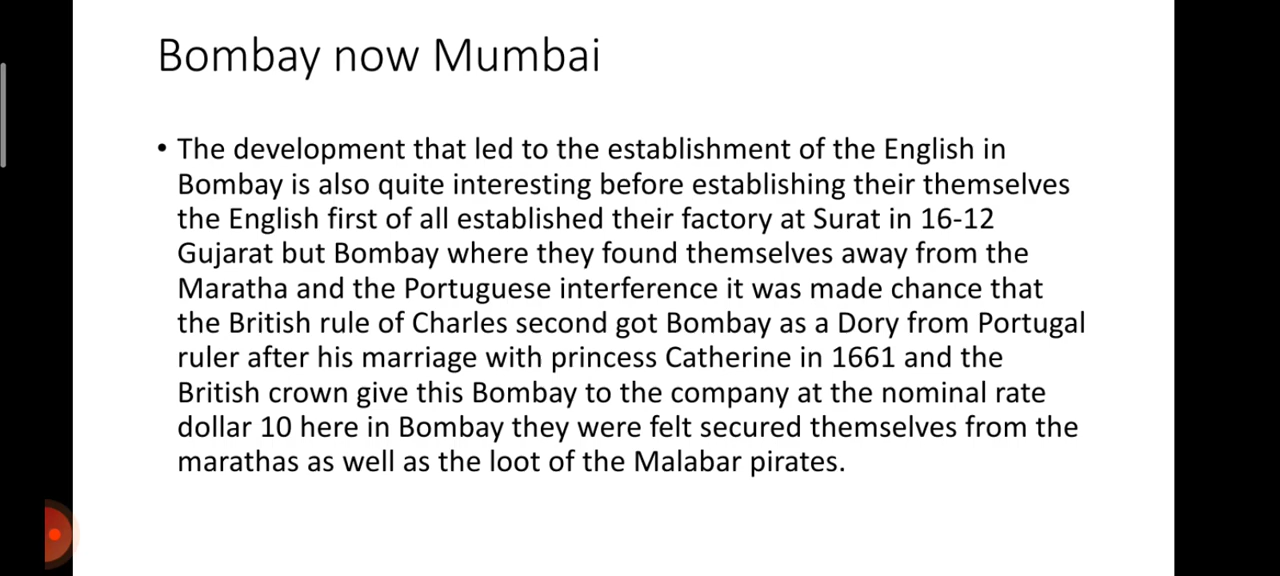 Bombay now Mumbai
• The development that led to the establishment of the English in
Bombay is also quite interesting before establishing their themselves
the English first of all established their factory at Surat in 16-12
Gujarat but Bombay where they found themselves away from the
Maratha and the Portuguese interference it was made chance that
the British rule of Charles second got Bombay as a Dory from Portugal
ruler after his marriage with princess Catherine in 1661 and the
British crown give this Bombay to the company at the nominal rate
dollar 10 here in Bombay they were felt secured themselves from the
marathas as well as the loot of the Malabar pirates.